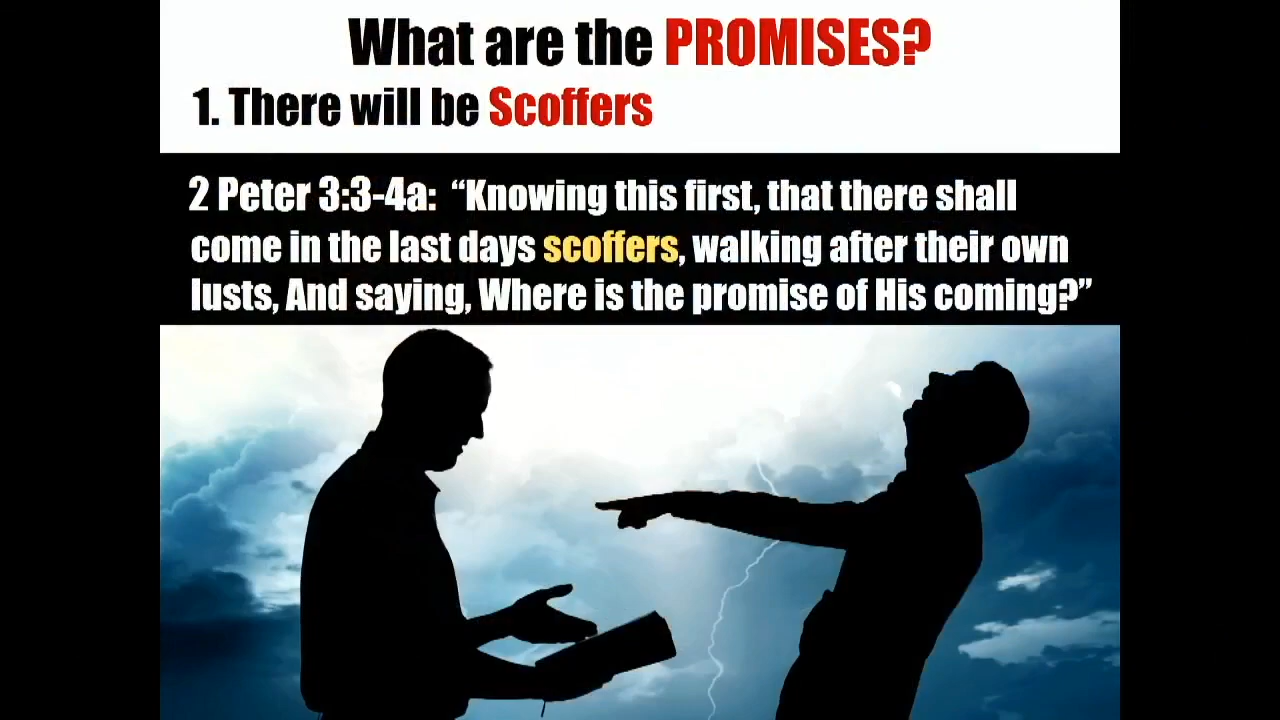 What are the PROMISES?
1. There will be Scoffers
2 Peter 3:3-4a: “Knowing this first, that there shall
come in the last days scoffers, walking after their own
lusts, And saying, Where is the promise of His coming?”